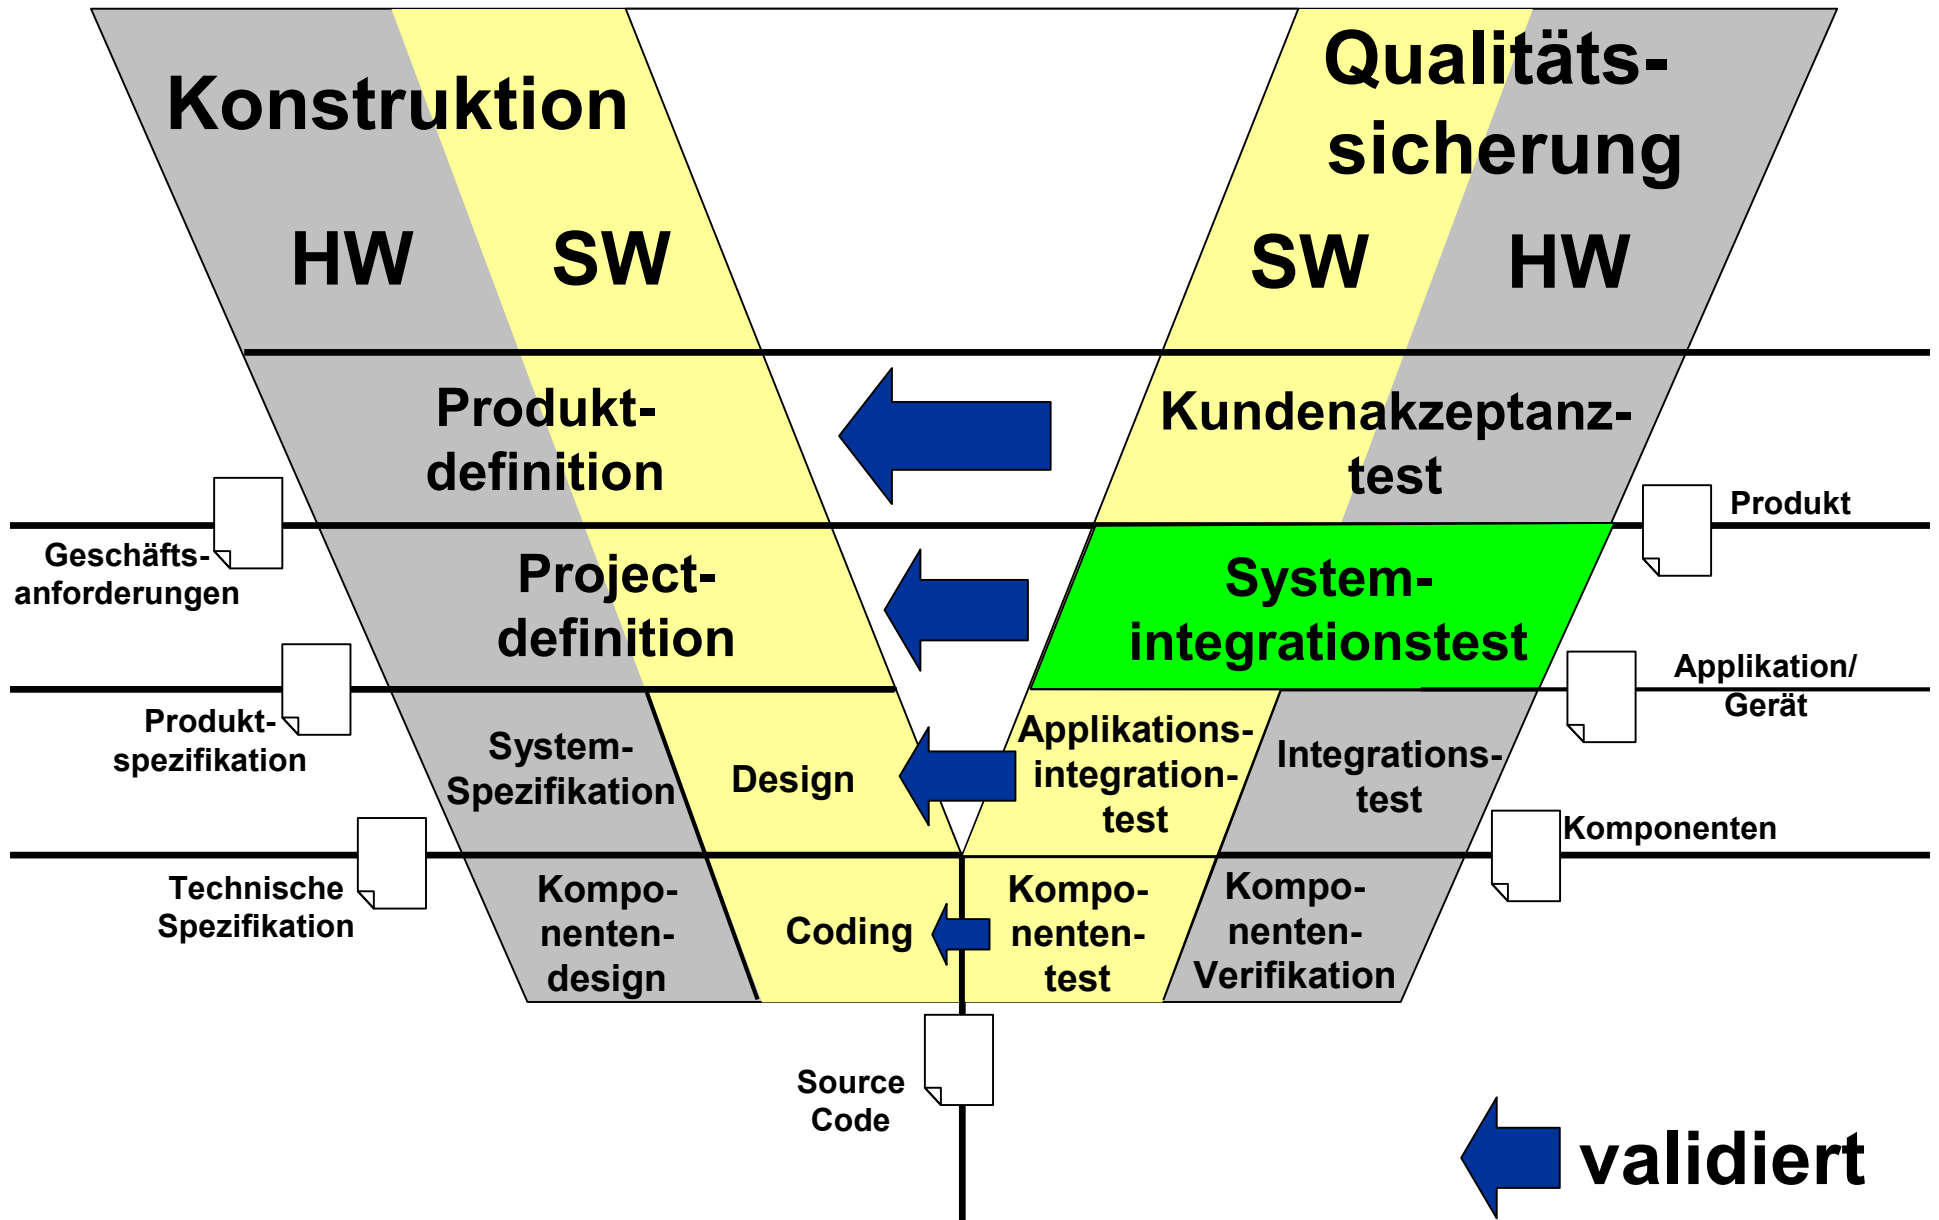 Konstruktion
Qualitäts-
sicherung
HW
SW
SW
HW
Produkt-
definition
Kundenakzeptanz-
test
Produkt
Geschäfts-
anforderungen
Project-
definition
System-
integrationstest
Applikation/
Gerät
Produkt-
spezifikation
System-
Spezifikation
Design
Applikations-
integration-
test
Integrations-
test
Komponenten
Technische
Spezifikation
Kompo-
nenten-
design
Coding
Kompo-
nenten-
test
Kompo-
nenten-
Verifikation
Source
Code
validiert